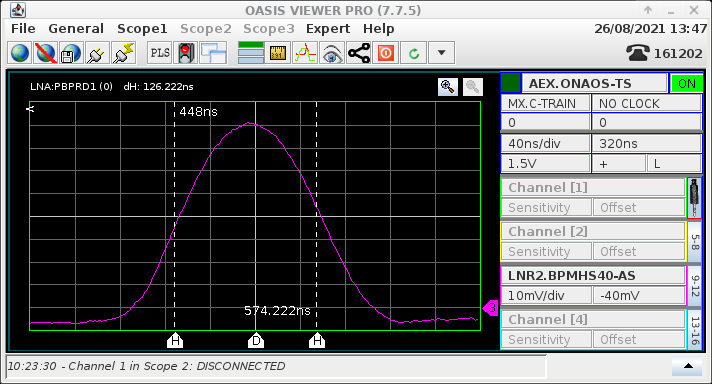 OASIS VIEWER PRO (7.7.5)
File General Scope1 Scope2 Scope3 Expert Help 26/08/2021 13:47
PLS 161202
LNA:PBPRD1 (0) dH: 126.222ns
448ns
574.222ns
H D H
3
AEX.ONAOS-TS ON
MX.C-TRAIN NO CLOCK
0 0
40ns/div 320ns
1.5V + L
Channel [1]
Sensitivity Offset
Channel [2]
Sensitivity Offset
5-8
LNR2.BPMHS40-AS
10mV/div -40mV
9-12
Channel [4]
Sensitivity Offset
13-16
10:23:30 - Channel 1 in Scope 2: DISCONNECTED